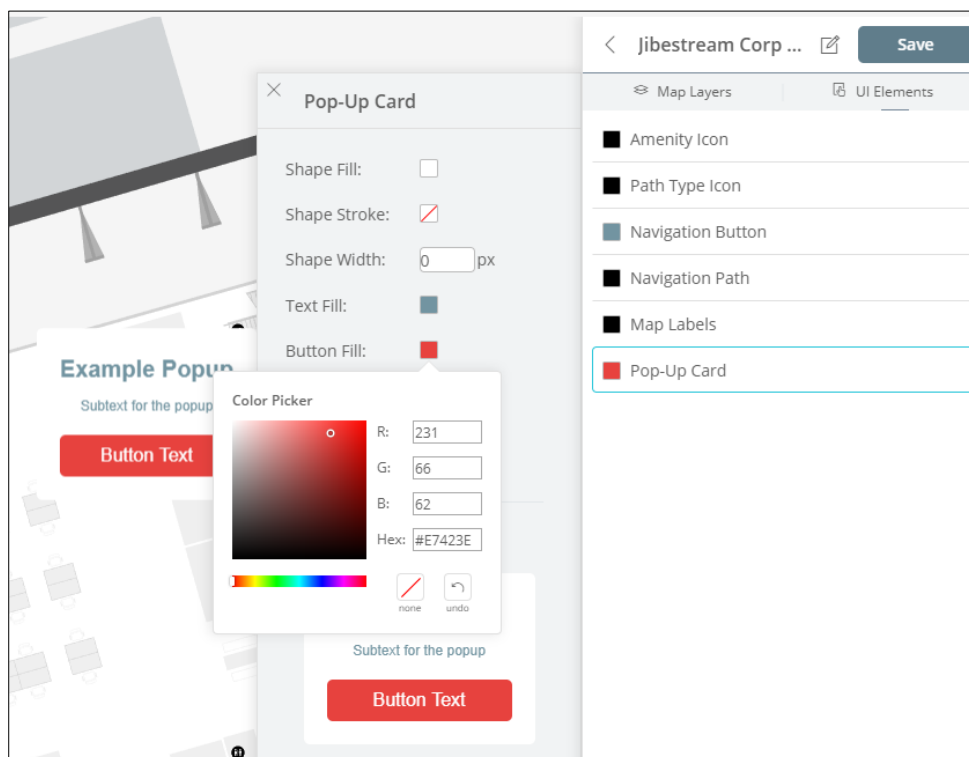 Jibestream Corp ...
Save
Map Layers
UI Elements
Amenity Icon
Path Type Icon
Navigation Button
Navigation Path
Map Labels
Pop-Up Card
Pop-Up Card
Shape Fill:
Shape Stroke:
Shape Width: 0 px
Text Fill:
Button Fill:
Color Picker
R: 231
G: 66
B: 62
Hex: #E7423E
none
undo
Subtext for the popup
Button Text
Example Popup
Subtext for the popup
Button Text